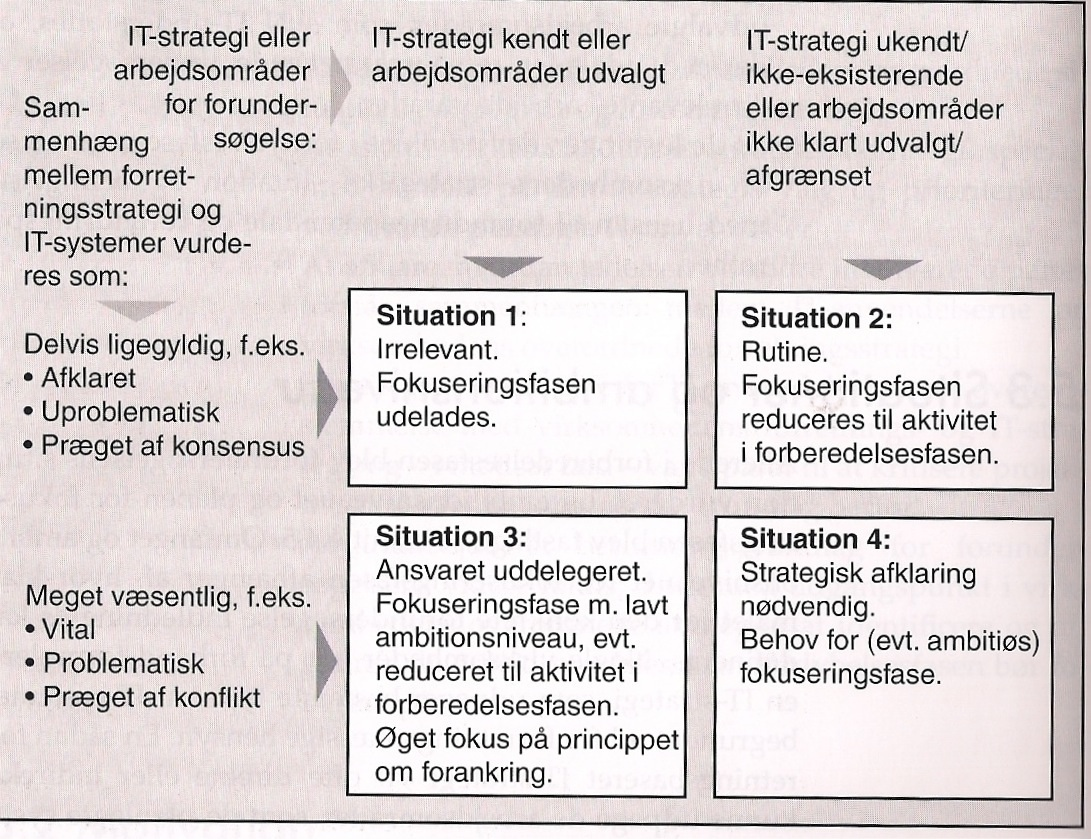 IT-strategi eller
arbejdsområder
for forunder-
søgelse:
IT-strategi kendt eller
arbejdsområder udvalgt
IT-strategi ukendt/
ikke-eksisterende
eller arbejdsområder
ikke klart udvalgt/
afgrænset
Sam-
menhæng
mellem forret-
ningsstrategi og
IT-systemer vurde-
res som:
Delvis ligegyldig, f.eks.
• Afklaret
• Uproblematisk
• Præget af konsensus
Situation 1:
Irrelevant.
Fokuseringsfasen
udelades.
Situation 2:
Rutine.
Fokuseringsfasen
reduceres til aktivitet
i forberedelsesfasen.
Meget væsentlig, f.eks.
• Vital
• Problematisk
• Præget af konflikt
Situation 3:
Ansvaret uddelegeret.
Fokuseringsfase m. lavt
ambitionsniveau, evt.
reduceret til aktivitet i
forberedelsesfasen.
Øget fokus på princippet
om forankring.
Situation 4:
Strategisk afklaring
nødvendig.
Behov for (evt. ambitiøs)
fokuseringsfase.